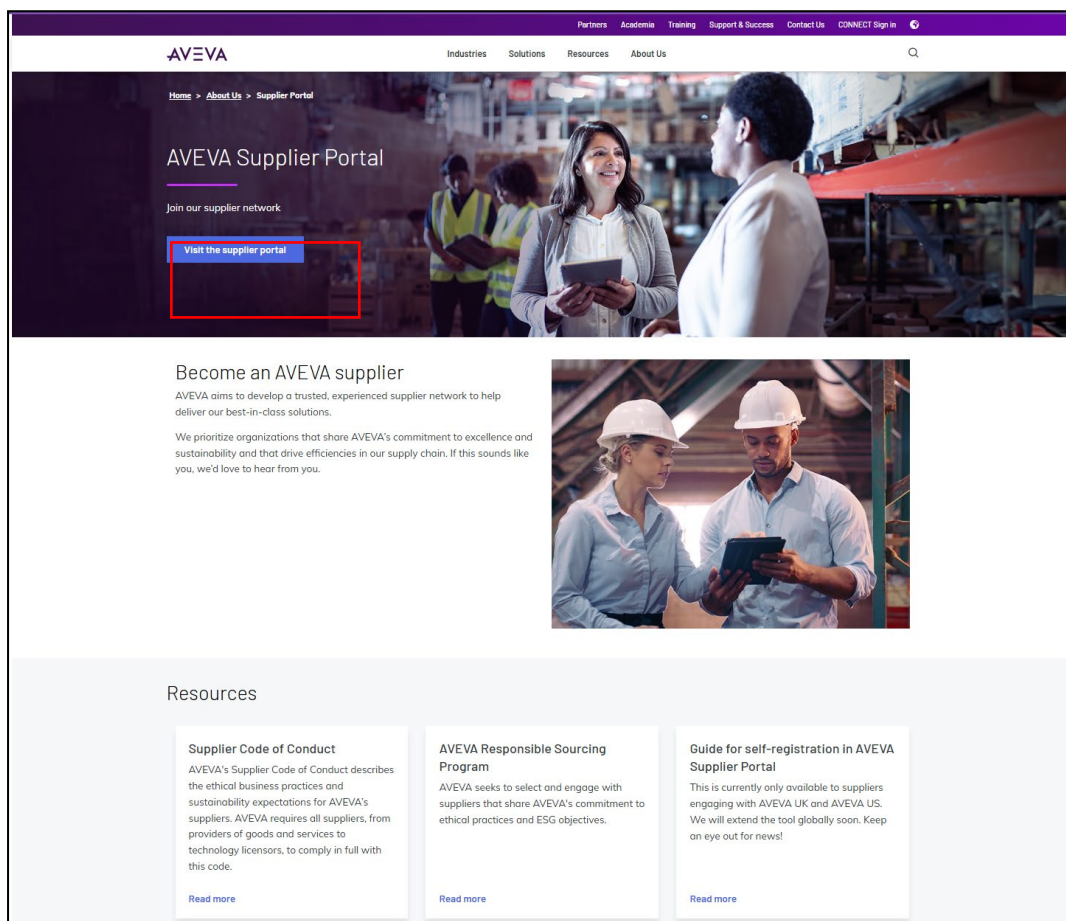 Partners Academia Training Support & Success Contact Us CONNECT Sign in
AVEVA Industries Solutions Resources About Us
Home > About Us > Supplier Portal
AVEVA Supplier Portal
Join our supplier network
Visit the supplier portal
Become an AVEVA supplier
AVEVA aims to develop a trusted, experienced supplier network to help
deliver our best-in-class solutions.
We prioritize organizations that share AVEVA's commitment to excellence and
sustainability and that drive efficiencies in our supply chain. If this sounds like
you, we'd love to hear from you.
Resources
Supplier Code of Conduct
AVEVA's Supplier Code of Conduct describes
the ethical business practices and
sustainability expectations for AVEVA's
suppliers. AVEVA requires all suppliers, from
providers of goods and services to
technology licensors, to comply in full with
this code.
Read more
AVEVA Responsible Sourcing
Program
AVEVA seeks to select and engage with
suppliers that share AVEVA's commitment to
ethical practices and ESG objectives.
Read more
Guide for self-registration in AVEVA
Supplier Portal
This is currently only available to suppliers
engaging with AVEVA UK and AVEVA US.
We will extend the tool globally soon. Keep
an eye out for news!
Read more